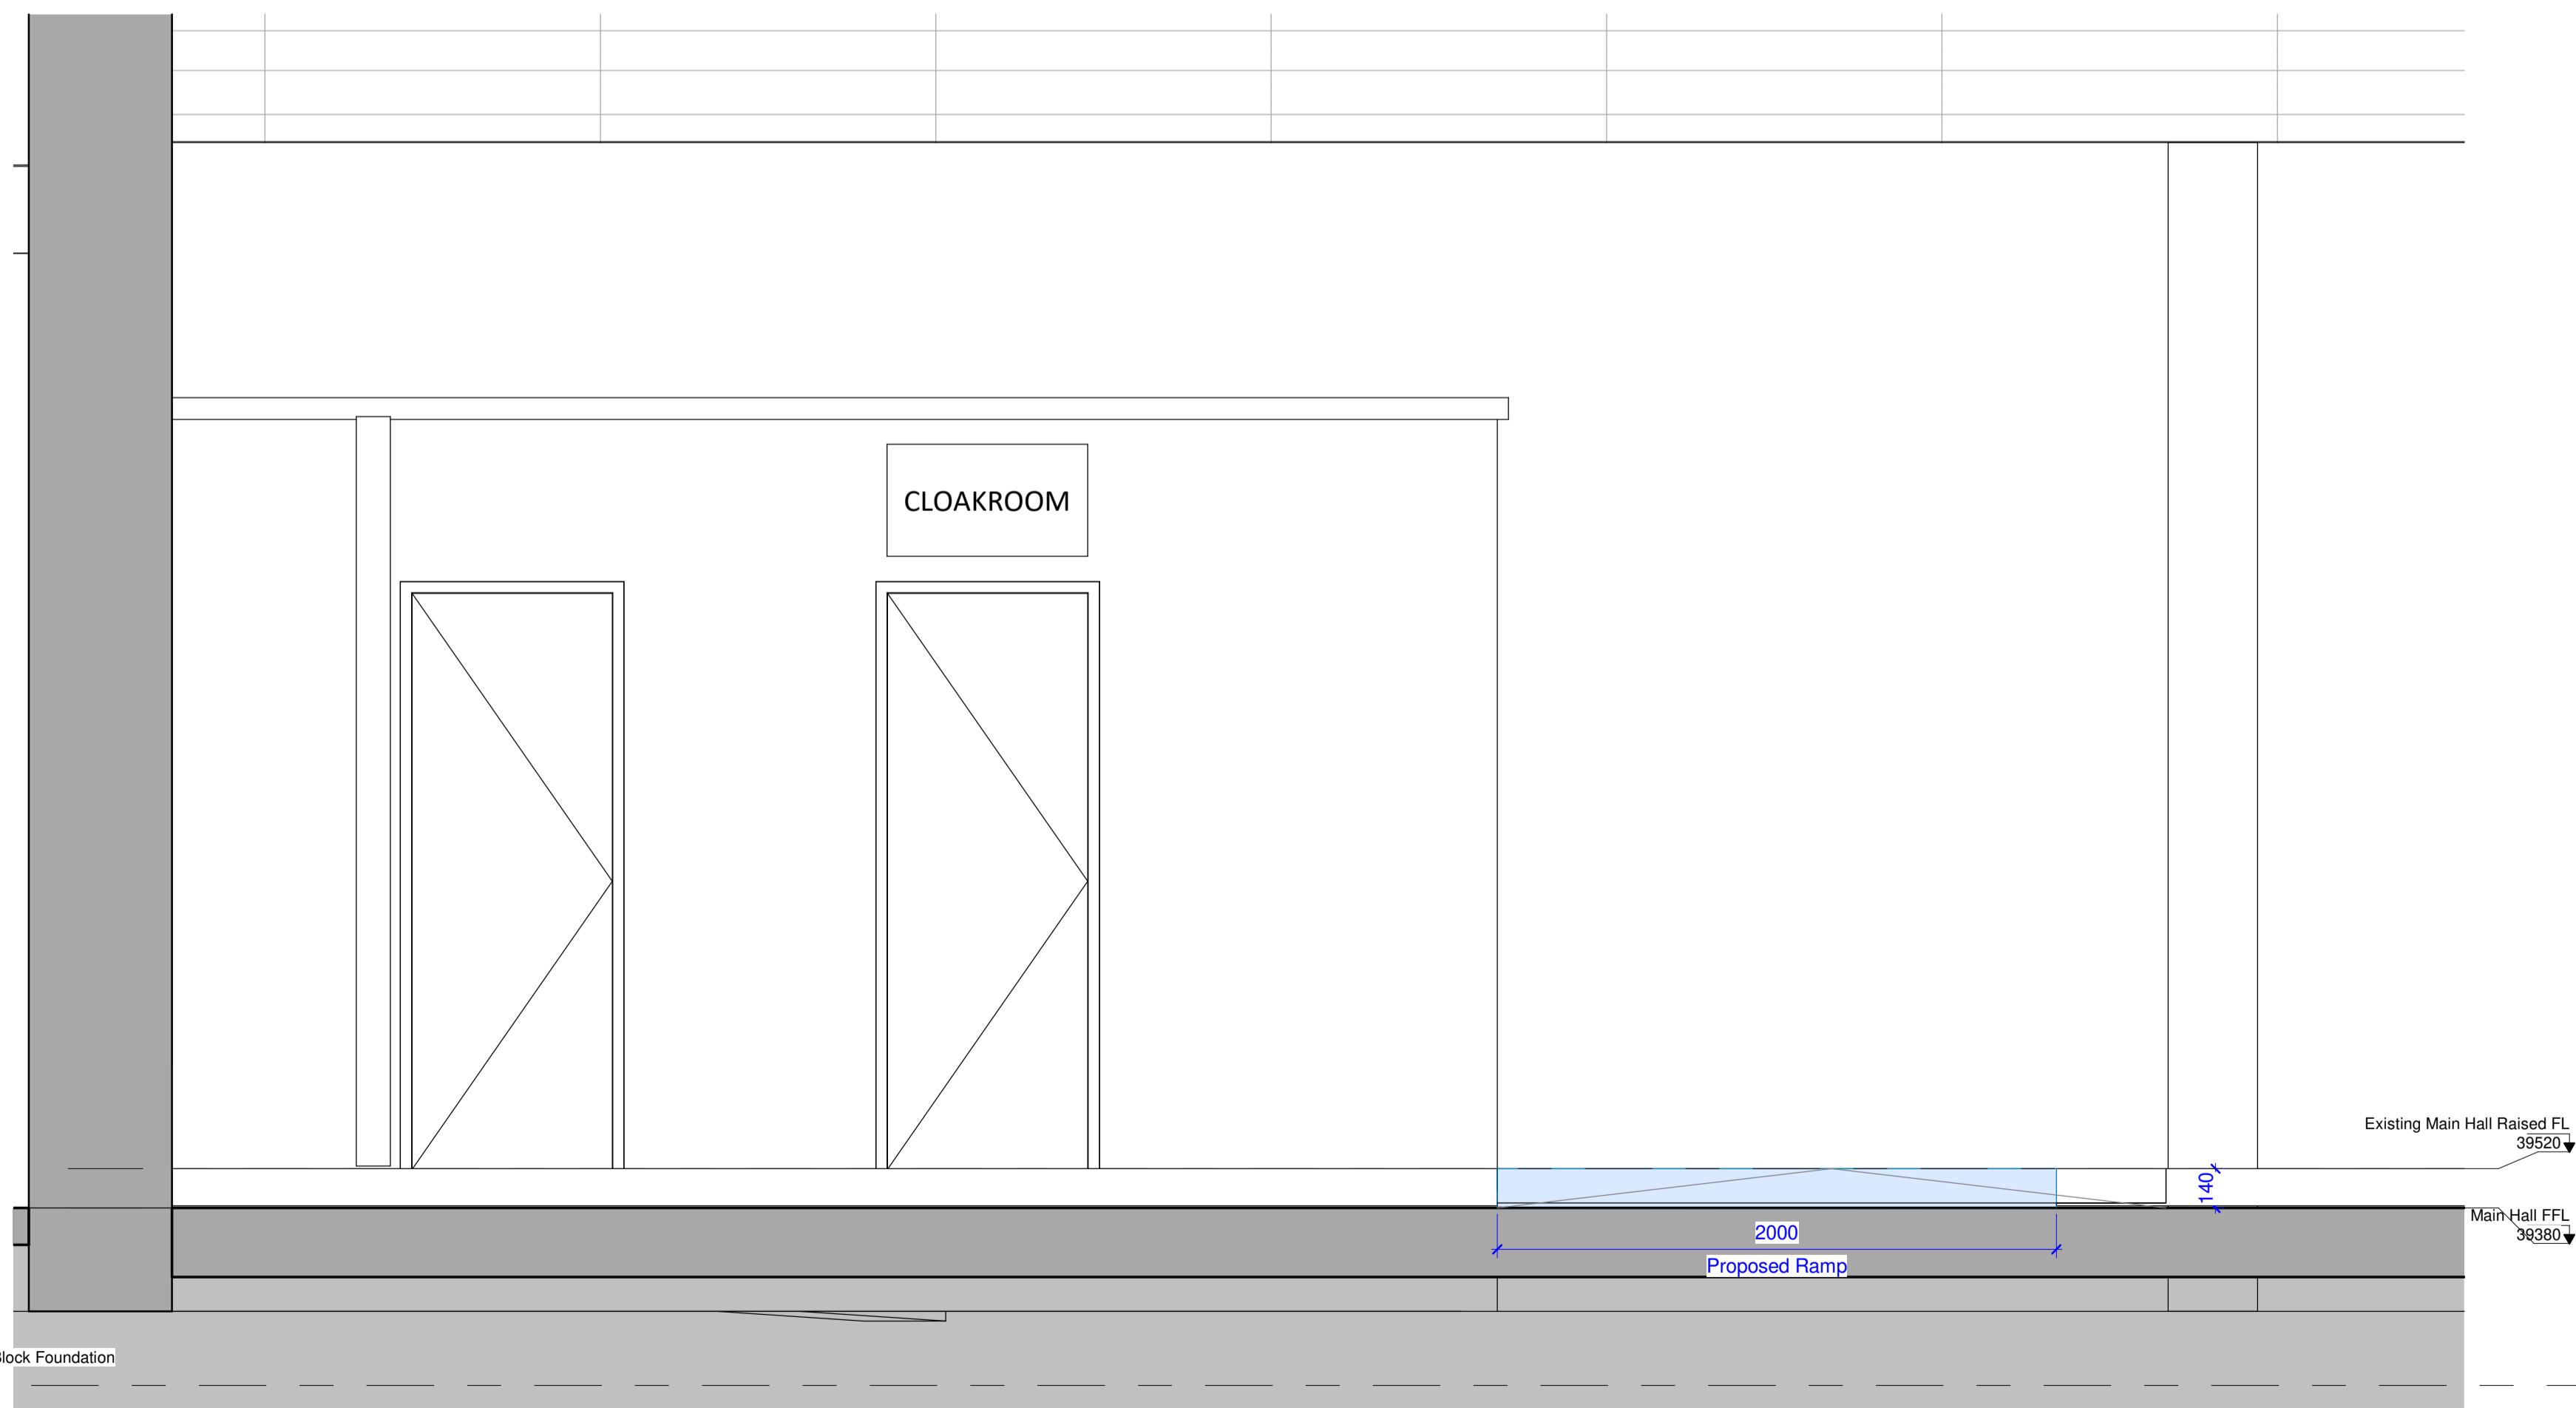 CLOAKROOM
Existing Main Hall Raised FL
39520
140
Main Hall FFL
39380
2000
Proposed Ramp
lock Foundation